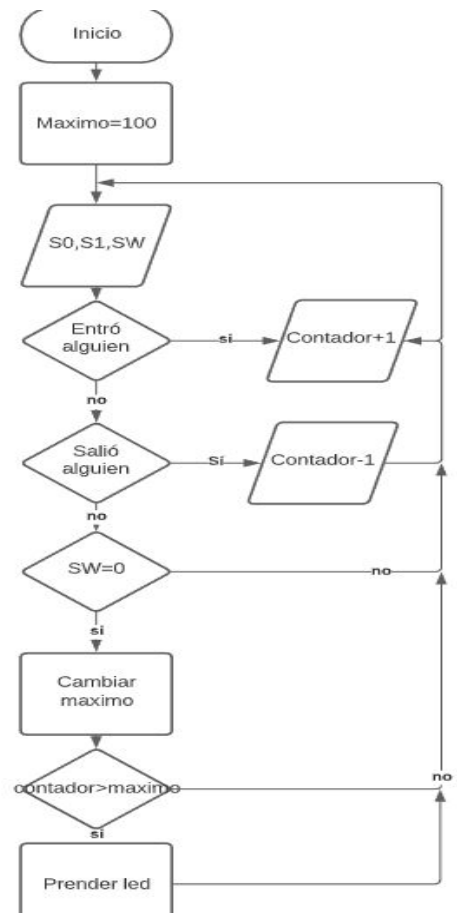 Inicio
Maximo=100
S0,S1,SW
Entró
alguien
si
Contador+1
no
Salió
alguien
Sí
Contador-1
no
SW=0
no
si
Cambiar
maximo
contador>maximo
no
si
Prender led